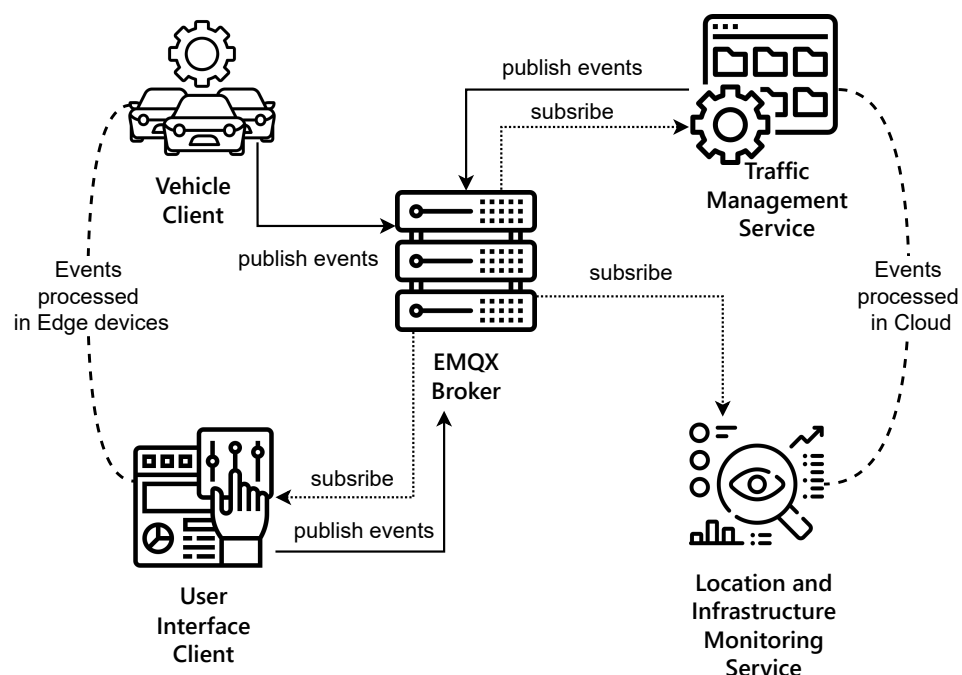 publish events
subsribe
Vehicle
Client
Traffic
Management
Service
publish events
subsribe
Events
processed
in Edge devices
Events
processed
in Cloud
EMQX
Broker
subsribe
publish events
User
Interface
Client
Location and
Infrastructure
Monitoring
Service